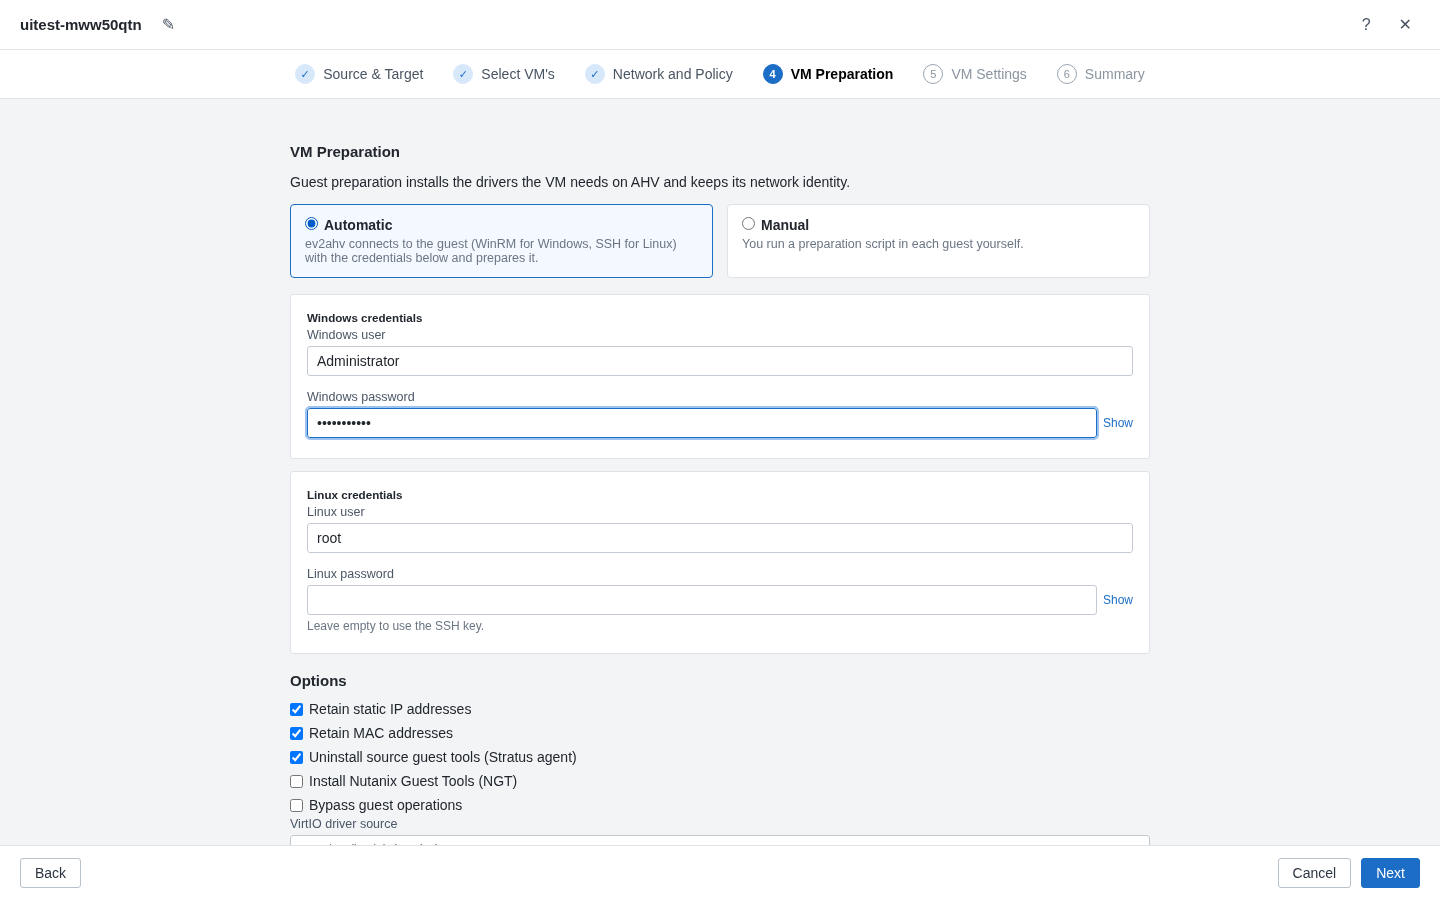 uitest-mww50qtn
✎
?
✕
✓ Source & Target
✓ Select VM's
✓ Network and Policy
4 VM Preparation
5 VM Settings
6 Summary
VM Preparation
Guest preparation installs the drivers the VM needs on AHV and keeps its network identity.
Automatic
ev2ahv connects to the guest (WinRM for Windows, SSH for Linux)
with the credentials below and prepares it.
Manual
You run a preparation script in each guest yourself.
Windows credentials
Windows user
Administrator
Windows password
•••••••••••
Show
Linux credentials
Linux user
root
Linux password
Show
Leave empty to use the SSH key.
Options
Retain static IP addresses
Retain MAC addresses
Uninstall source guest tools (Stratus agent)
Install Nutanix Guest Tools (NGT)
Bypass guest operations
VirtIO driver source
Back
Cancel
Next